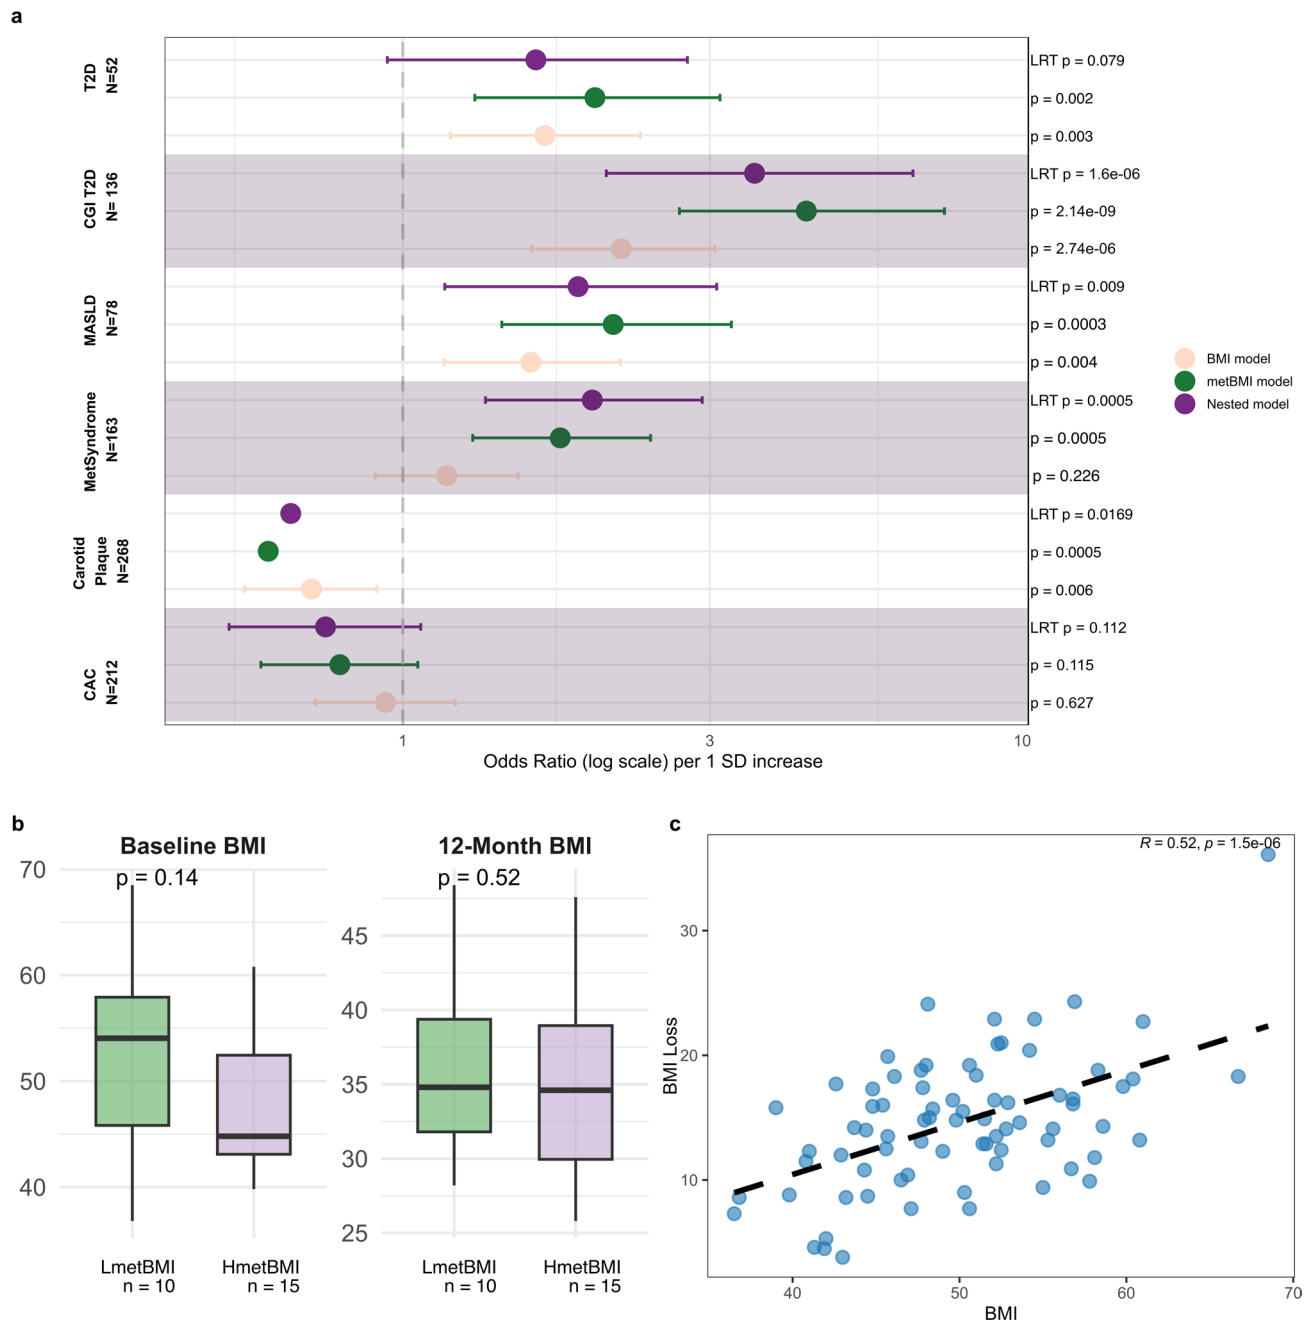 a
T2D
N=52
LRT p = 0.079
p = 0.002
p = 0.003
CGI T2D
N= 136
LRT p = 1.6e-06
p = 2.14e-09
p = 2.74e-06
MASLD
N=78
LRT p = 0.009
p = 0.0003
p = 0.004
MetSyndrome
N=163
LRT p = 0.0005
p = 0.0005
p = 0.226
Carotid
Plaque
N=268
LRT p = 0.0169
p = 0.0005
p = 0.006
CAC
N=212
LRT p = 0.112
p = 0.115
p = 0.627
1 3 10
Odds Ratio (log scale) per 1 SD increase
BMI model
metBMI model
Nested model
b
Baseline BMI
p = 0.14
70
60
50
40
LmetBMI HmetBMI
n = 10 n = 15
12-Month BMI
p = 0.52
45
40
35
30
25
LmetBMI HmetBMI
n = 10 n = 15
c
R = 0.52, p = 1.5e-06
BMI Loss
30
20
10
40 50 60 70
BMI